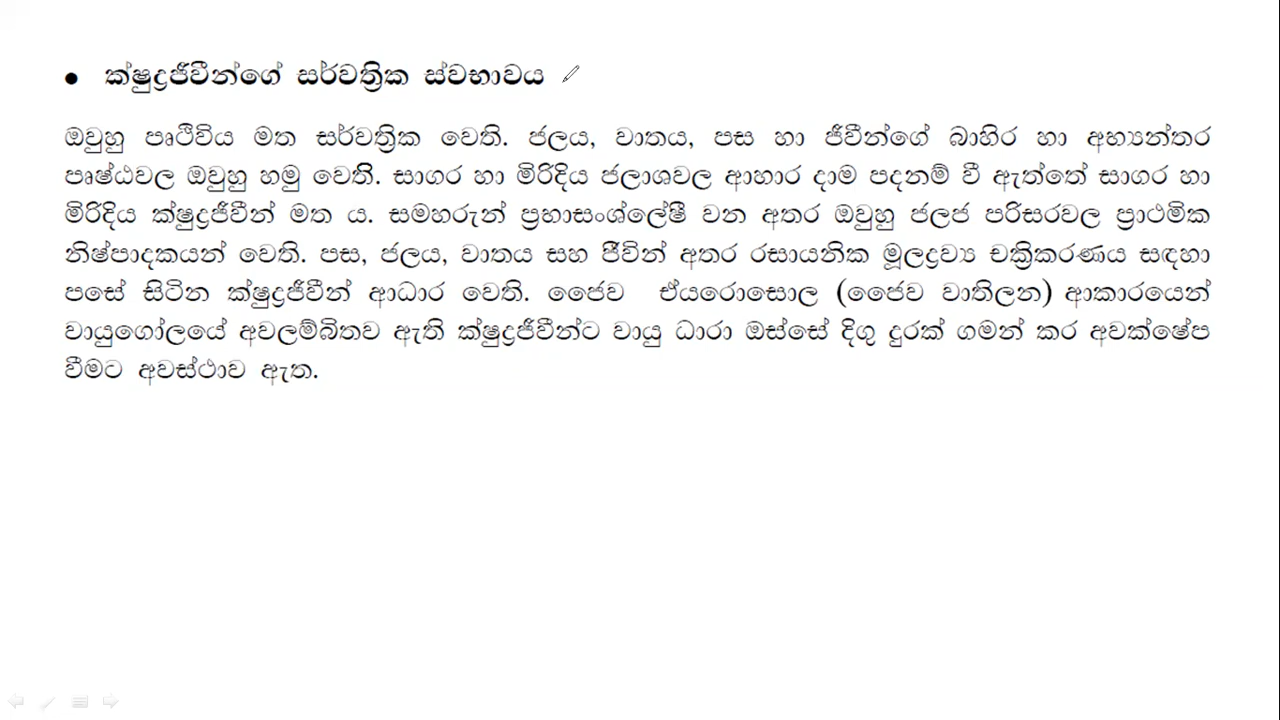 ● ක්ෂුද්‍රජීවීන්ගේ සර්වත්‍රික ස්වභාවය
ඔවුහු පෘථිවිය මත සර්වත්‍රික වෙති. ජලය, වාතය, පස හා ජීවීන්ගේ බාහිර හා අභ්‍යන්තර
පෘෂ්ඨවල ඔවුහු හමු වෙති. සාගර හා මිරිදිය ජලාශවල ආහාර දාම පදනම් වී ඇත්තේ සාගර හා
මිරිදිය ක්ෂුද්‍රජීවීන් මත ය. සමහරුන් ප්‍රභාසංශ්ලේෂී වන අතර ඔවුහු ජලජ පරිසරවල ප්‍රාථමික
නිෂ්පාදකයන් වෙති. පස, ජලය, වාතය සහ ජීවින් අතර රසායනික මූලද්‍රව්‍ය චක්‍රිකරණය සඳහා
පසේ සිටින ක්ෂුද්‍රජීවීන් ආධාර වෙති. ජෛව ඒයරොසොල (ජෛව වාතිලන) ආකාරයෙන්
වායුගෝලයේ අවලම්බිතව ඇති ක්ෂුද්‍රජීවීන්ට වායු ධාරා ඔස්සේ දිගු දුරක් ගමන් කර අවක්ෂේප
වීමට අවස්ථාව ඇත.